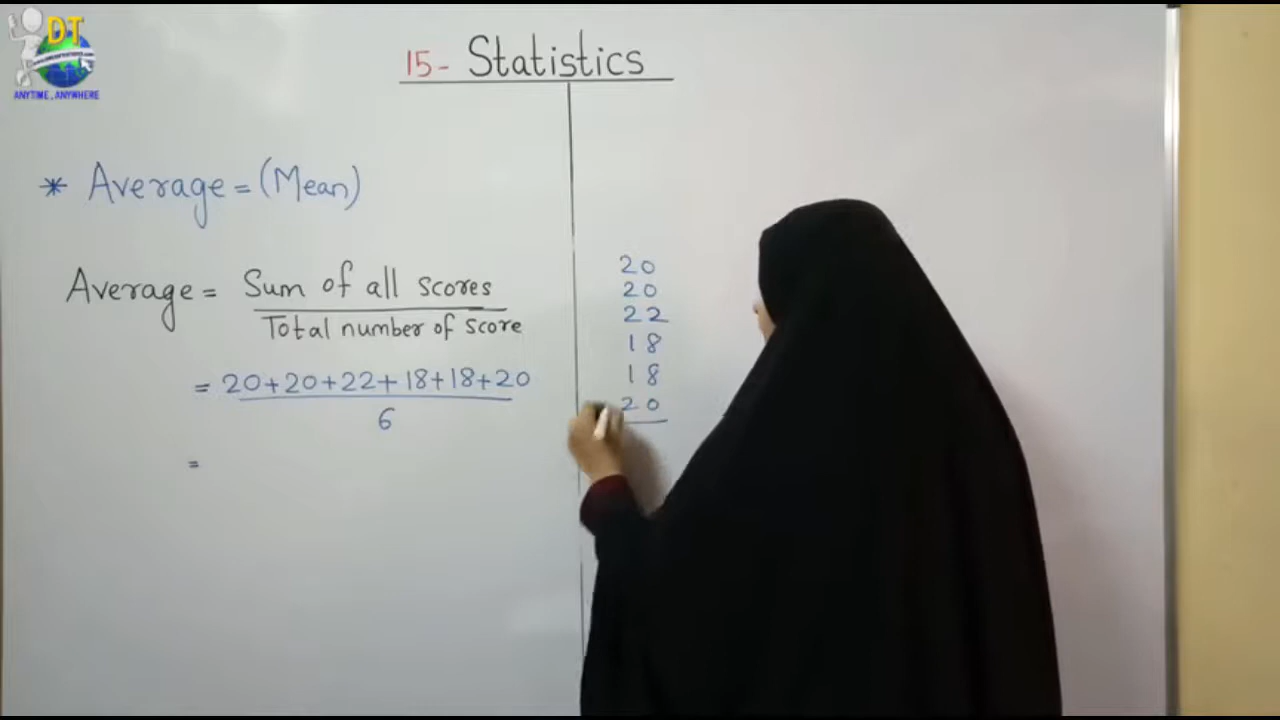 DT
ANYTIME, ANYWHERE
15- Statistics
* Average = (Mean)
Average = Sum of all scores
Total number of score
= 20+20+22+18+18+20
6
=
20
20
22
18
18
20